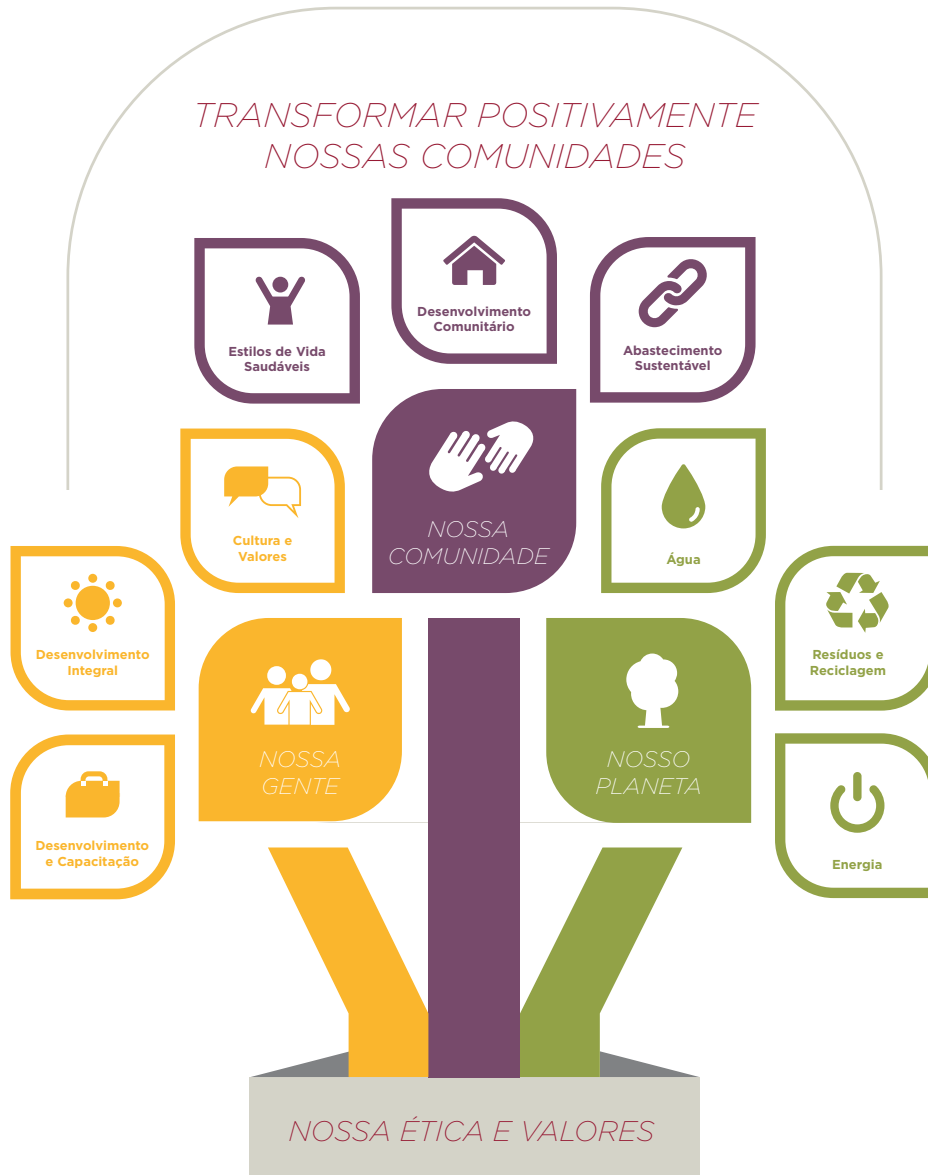 TRANSFORMAR POSITIVAMENTE
NOSSAS COMUNIDADES
Estilos de Vida
Saudáveis
Desenvolvimento
Comunitário
Abastecimento
Sustentável
Cultura e
Valores
NOSSA
COMUNIDADE
Água
Desenvolvimento
Integral
Resíduos e
Reciclagem
NOSSA
GENTE
NOSSO
PLANETA
Desenvolvimento
e Capacitação
Energia
NOSSA ÉTICA E VALORES